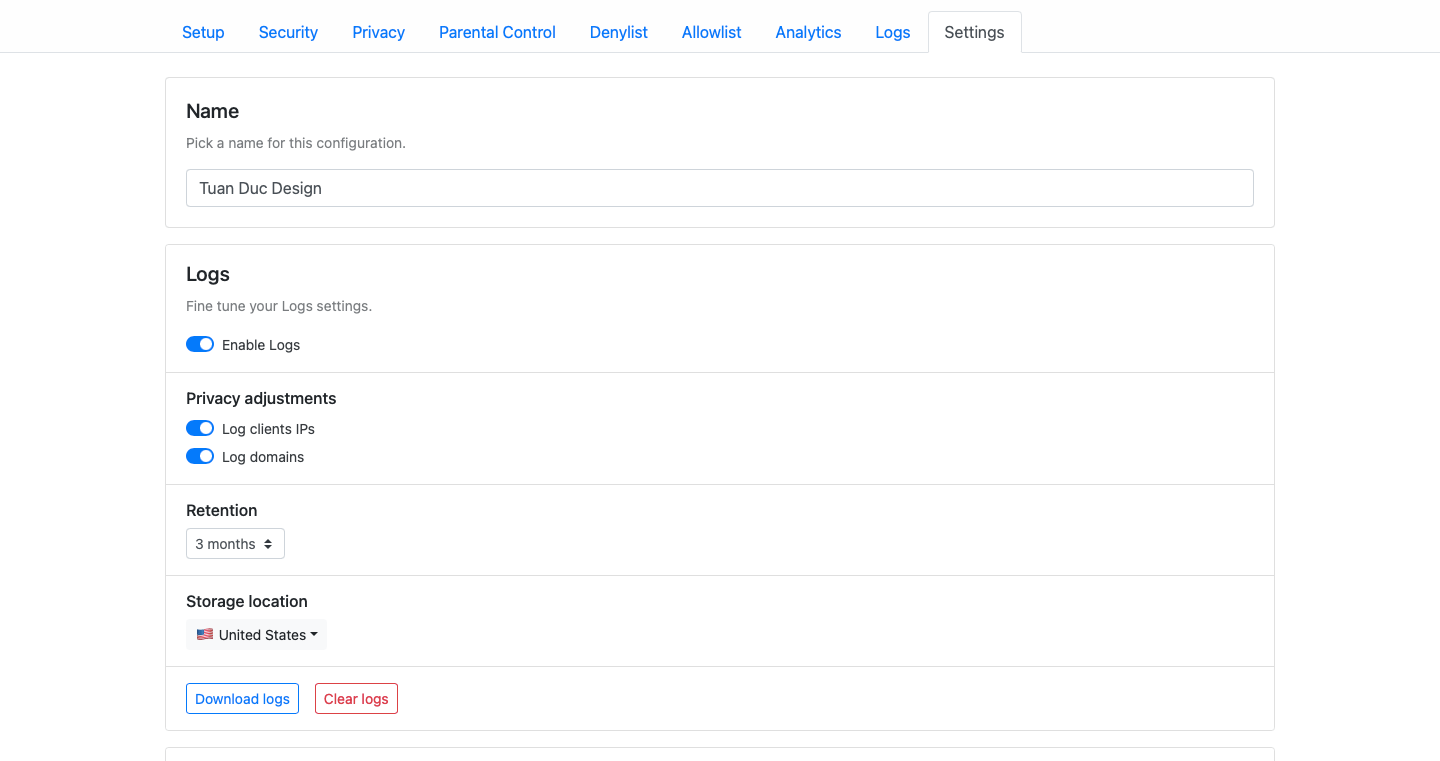 Setup Security Privacy Parental Control Denylist Allowlist Analytics Logs Settings
Name
Pick a name for this configuration.
Tuan Duc Design
Logs
Fine tune your Logs settings.
Enable Logs
Privacy adjustments
Log clients IPs
Log domains
Retention
3 months
Storage location
United States
Download logs Clear logs